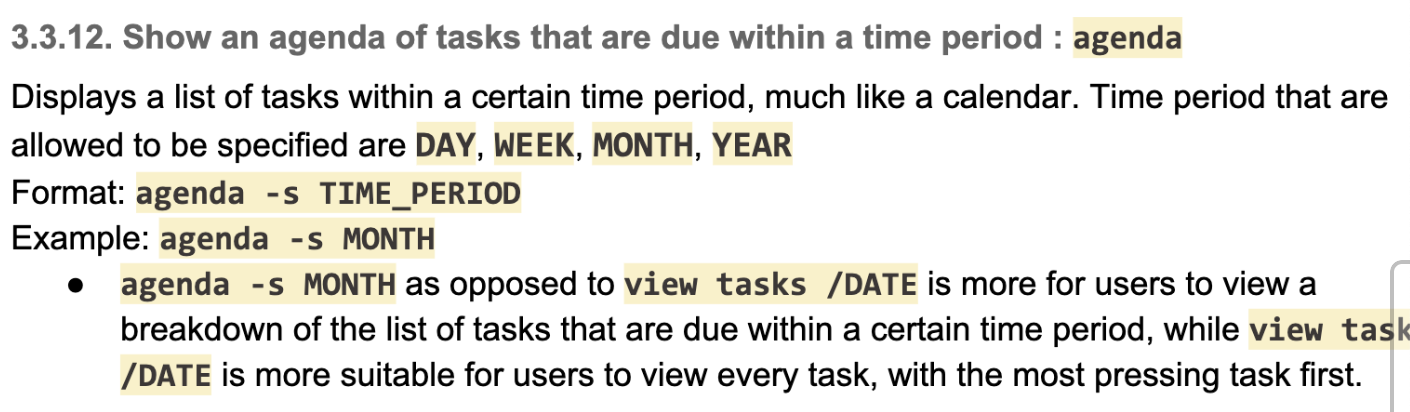 3.3.12. Show an agenda of tasks that are due within a time period : agenda
Displays a list of tasks within a certain time period, much like a calendar. Time period that are
allowed to be specified are DAY, WEEK, MONTH, YEAR
Format: agenda -s TIME_PERIOD
Example: agenda -s MONTH
● agenda -s MONTH as opposed to view tasks /DATE is more for users to view a
breakdown of the list of tasks that are due within a certain time period, while view task
/DATE is more suitable for users to view every task, with the most pressing task first.